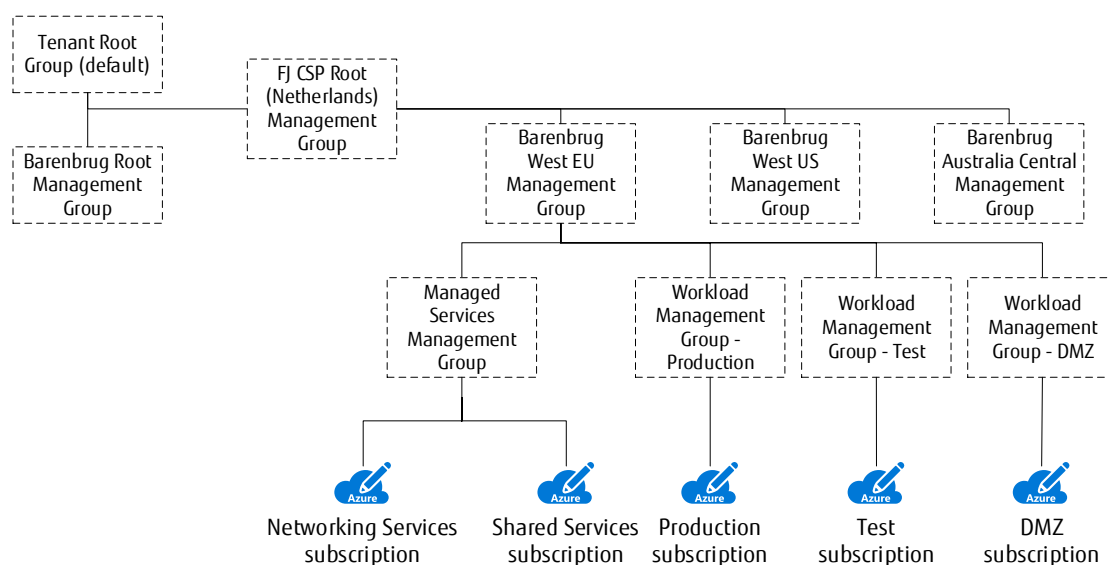 Tenant Root
Group (default)
FJ CSP Root
(Netherlands)
Management
Group
Barenbrug Root
Management
Group
Barenbrug
West EU
Management
Group
Barenbrug
West US
Management
Group
Barenbrug
Australia Central
Management
Group
Managed
Services
Management
Group
Workload
Management
Group -
Production
Workload
Management
Group - Test
Workload
Management
Group - DMZ
Azure
Azure
Azure
Azure
Azure
Networking Services
subscription
Shared Services
subscription
Production
subscription
Test
subscription
DMZ
subscription